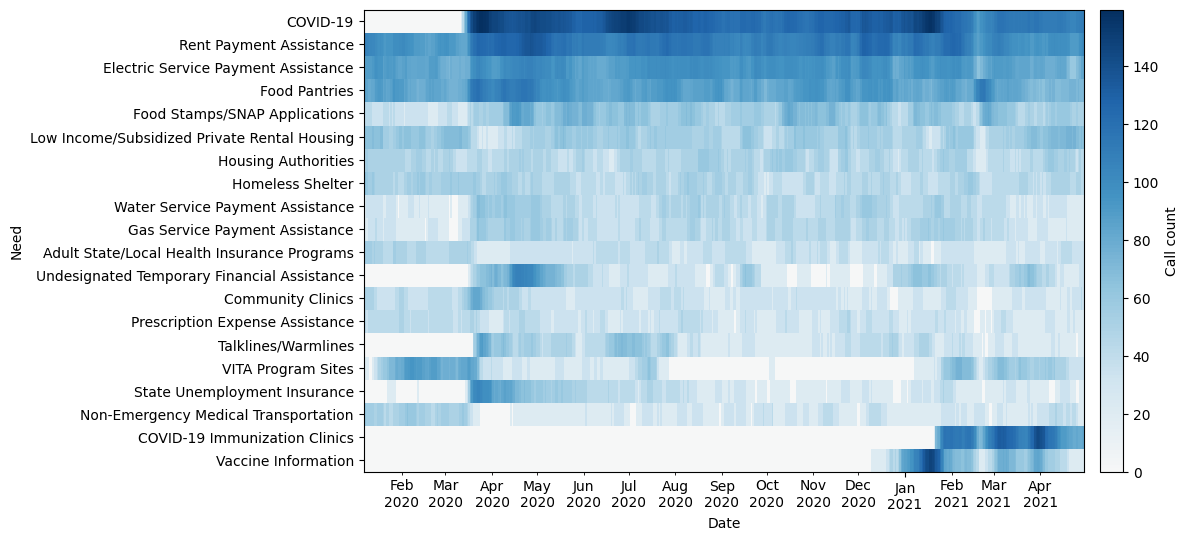 COVID-19
Rent Payment Assistance
Electric Service Payment Assistance
Food Pantries
Food Stamps/SNAP Applications
Low Income/Subsidized Private Rental Housing
Housing Authorities
Homeless Shelter
Water Service Payment Assistance
Gas Service Payment Assistance
Adult State/Local Health Insurance Programs
Undesignated Temporary Financial Assistance
Community Clinics
Prescription Expense Assistance
Talklines/Warmlines
VITA Program Sites
State Unemployment Insurance
Non-Emergency Medical Transportation
COVID-19 Immunization Clinics
Vaccine Information
Need
Feb Mar Apr May Jun Jul Aug Sep Oct Nov Dec Jan Feb Mar Apr
2020 2020 2020 2020 2020 2020 2020 2020 2020 2020 2020 2021 2021 2021 2021
Date
140
120
100
80
60
40
20
0
Call count